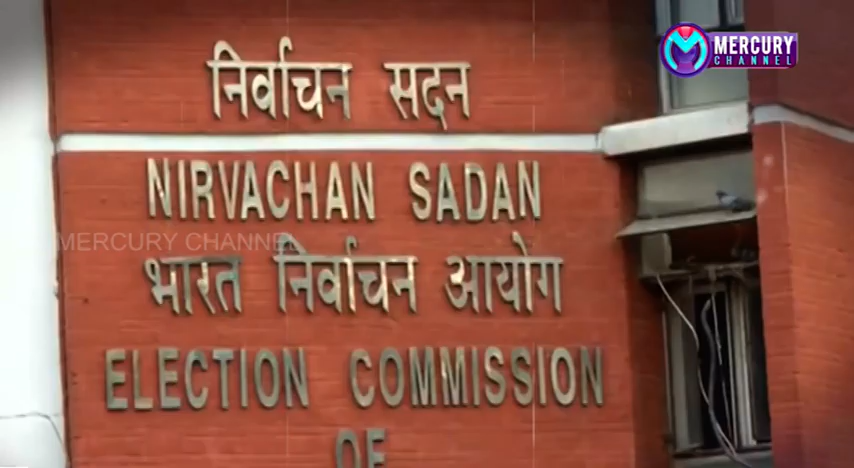 निर्वाचन सदन
NIRVACHAN SADAN
भारत निर्वाचन आयोग
ELECTION COMMISSION
OF
MERCURY
CHANNEL
MERCURY CHANNEL